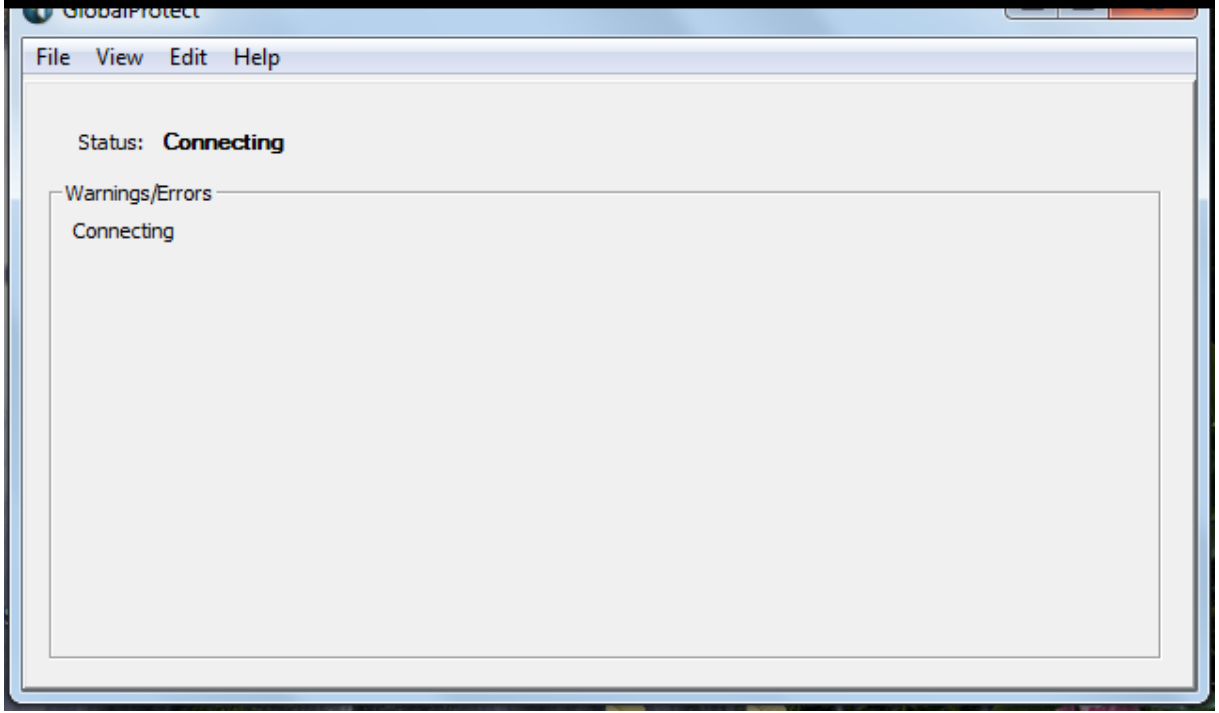 GlobalProtect
File View Edit Help
Status: Connecting
Warnings/Errors
Connecting